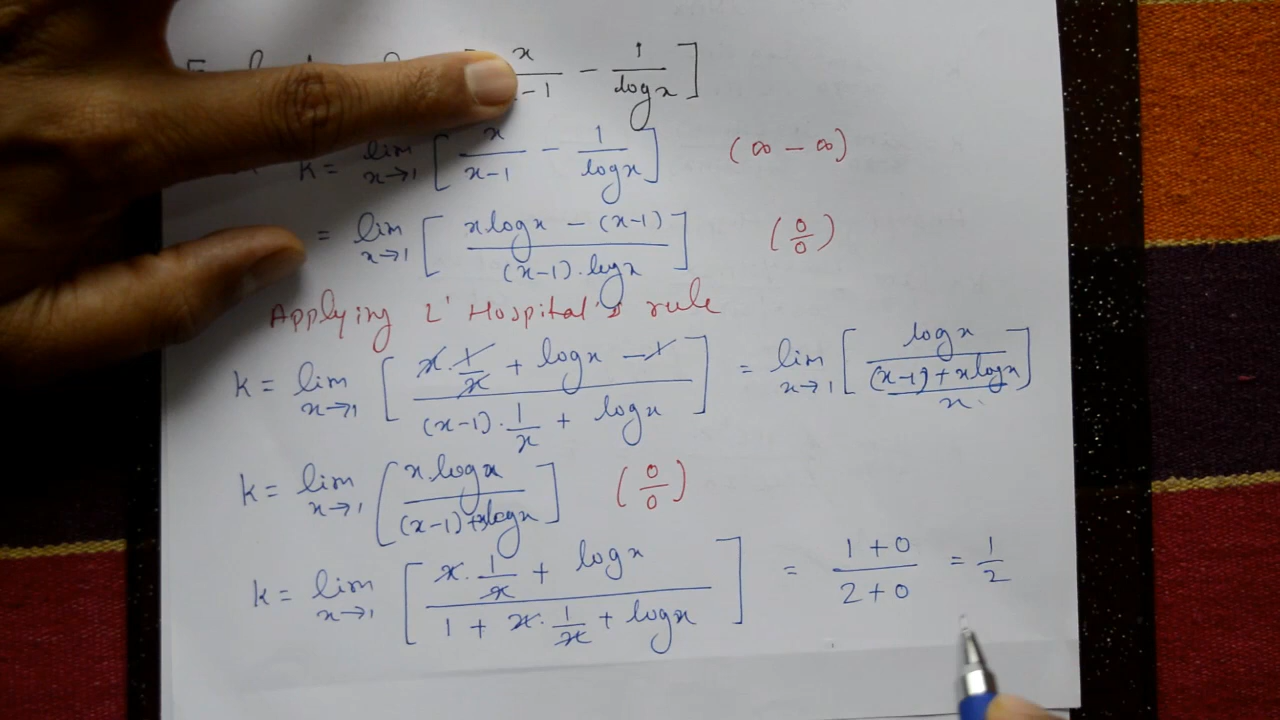 x/x-1 - 1/log x ]
k = lim x→1 [ x/x-1 - 1/log x ] (∞ - ∞)
= lim x→1 [ x log x - (x-1) / (x-1).log x ] (0/0)
Applying L' Hospital's rule
k = lim x→1 [ x.1/x + log x - 1 / (x-1).1/x + log x ] = lim x→1 [ log x / (x-1)+x log x / x ]
k = lim x→1 [ x log x / (x-1)+x log x ] (0/0)
k = lim x→1 [ x.1/x + log x / 1 + x.1/x + log x ] = 1+0/2+0 = 1/2